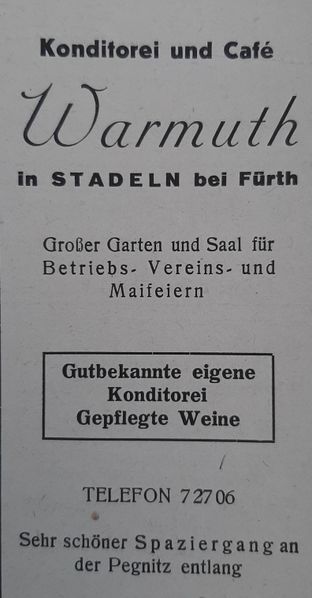 Konditorei und Café
Warmuth
in STADELN bei Fürth
Großer Garten und Saal für
Betriebs- Vereins- und
Maifeiern
Gutbekannte eigene
Konditorei
Gepflegte Weine
TELEFON 72706
Sehr schöner Spaziergang an
der Pegnitz entlang